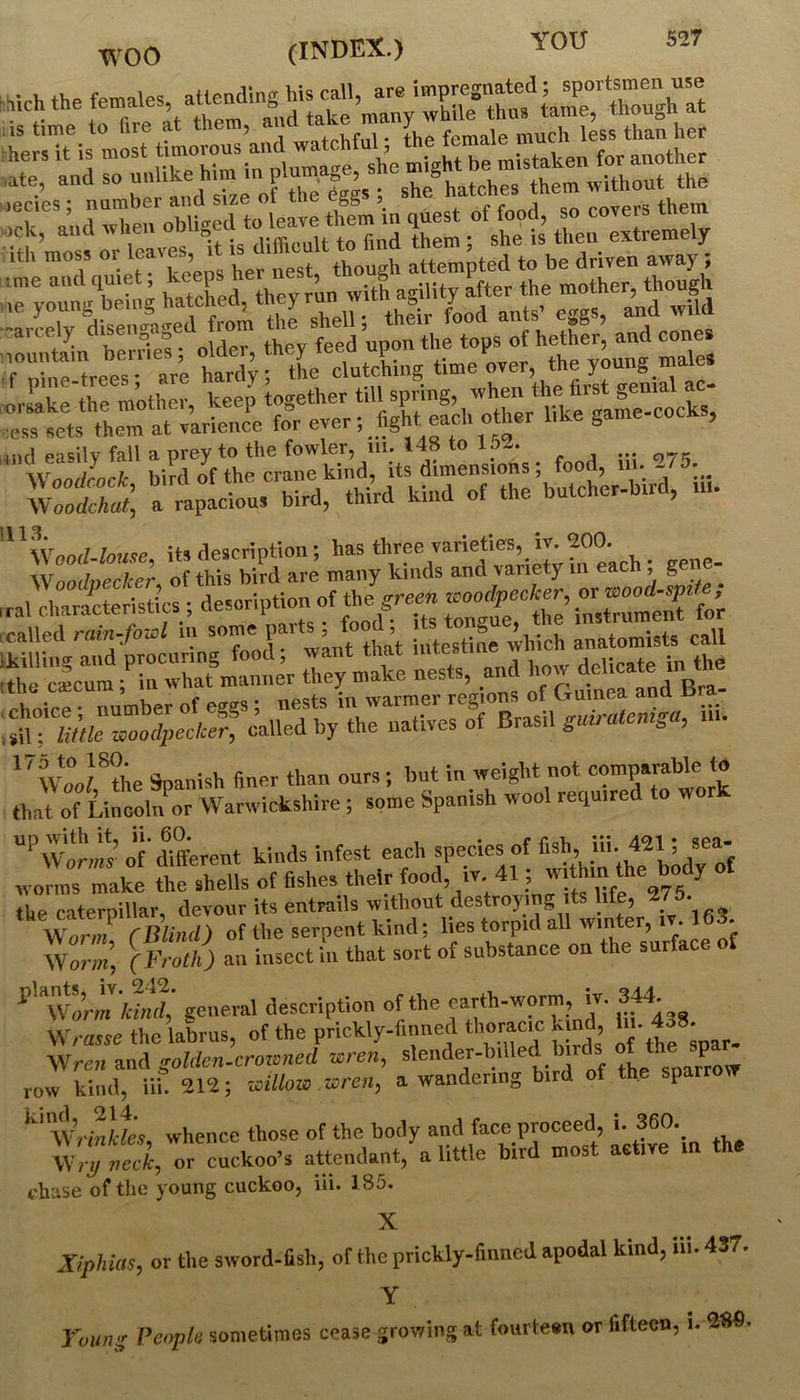 WOO (INDEX.) YOU 527
hich the females, attending his call, are impregnated; sportsmen use
is time to fire at them, and take many while thus tame, though at
hers it is most timorous and watchful; the female much less than her
ate, and so unlike him in plumage, she might be mistaken for another
ecies; number and size of the eggs; she hatches them without the
ock, and when obliged to leave them in quest of food, so covers them
ith moss or leaves, it is difficult to find them; she is then extremely
me and quiet; keeps her nest, though attempted to be driven away;
e young being hatched, they run with agility after the mother, though
arcely disengaged from the shell; their food ants' eggs, and wild
ountain berries; older, they feed upon the tops of hether, and cones
f pine-trees; are hardy; the clutching time over, the young males
orsake the mother, keep together till spring, when the first genial ac-
ess sets them at varience for ever; fight each other like game-cocks,
and easily fall a prey to the fowler, iii. 148 to 152.
Woodcock, bird of the crane kind, its dimensions; food, iii. 275.
Woodchat, a rapacious bird, third kind of the butcher-bird, iii.
113.
Wood-louse, its description; has three varieties, iv. 200.
Woodpecker, of this bird are many kinds and variety in each; gene-
ral characteristics; desoription of the green woodpecker, or wood-spite;
called rain-fowl in some parts; food; its tongue, the instrument for
killing and procuring food; want that intestine which anatomists call
the cæcum; in what manner they make nests, and how delicate in the
choice; number of eggs; nests in warmer regions of Guinea and Bra-
sil; little woodpecker, called by the natives of Brasil guiratemga, iii.
175 to 180.
Wool, the Spanish finer than ours; but in weight not comparable to
that of Lincoln or Warwickshire; some Spanish wool required to work
up with it, ii. 60.
Worms of different kinds infest each species of fish, iii. 421; sea-
worms make the shells of fishes their food, iv. 41; within the body of
the caterpillar, devour its entrails without destroying its life, 275.
Worm, (Blind) of the serpent kind; lies torpid all winter, iv. 163.
Worm, (Froth) an insect in that sort of substance on the surface of
plants, iv. 242.
Worm kind, general description of the earth-worm, iv. 344.
Wrasse the labrus, of the prickly-finned thoracic kind, iii. 438.
Wren and golden-crowned wren, slender-billed birds of the spar-
row kind, iii. 212; willow wren, a wandering bird of the sparrow
kind, 214.
Wrinkles, whence those of the body and face proceed, i. 360.
Wry neck, or cuckoo's attendant, a little bird most active in the
chase of the young cuckoo, iii. 185.
X
Xiphias, or the sword-fish, of the prickly-finned apodal kind, iii. 437.
Y
Young People sometimes cease growing at fourteen or fifteen, i. 289.